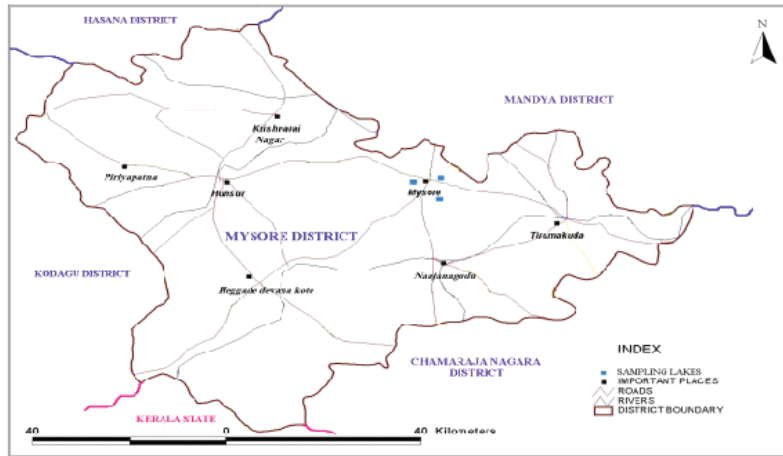 HASANA DISTRICT
N
MANDYA DISTRICT
Krishnarai
Nagar
Piriyapatna
Hunsur
Mysore
MYSORE DISTRICT
Tirumakudu
KODAGU DISTRICT
Nanjanagudu
Heggade devana kote
INDEX
CHAMARAJA NAGARA
DISTRICT
SAMPLING LAKES
IMPORTANT PLACES
ROADS
RIVERS
DISTRICT BOUNDARY
KERALA STATE
40 0 40 Kilometers